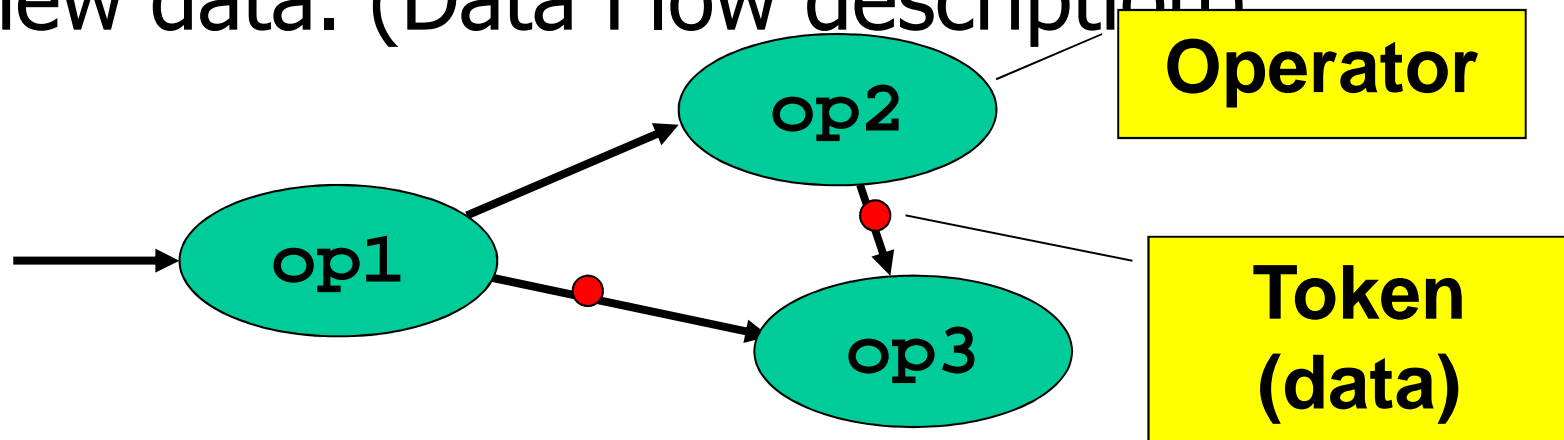 new data. (Data Flow description)
Operator
op2
op1
Token
(data)
op3